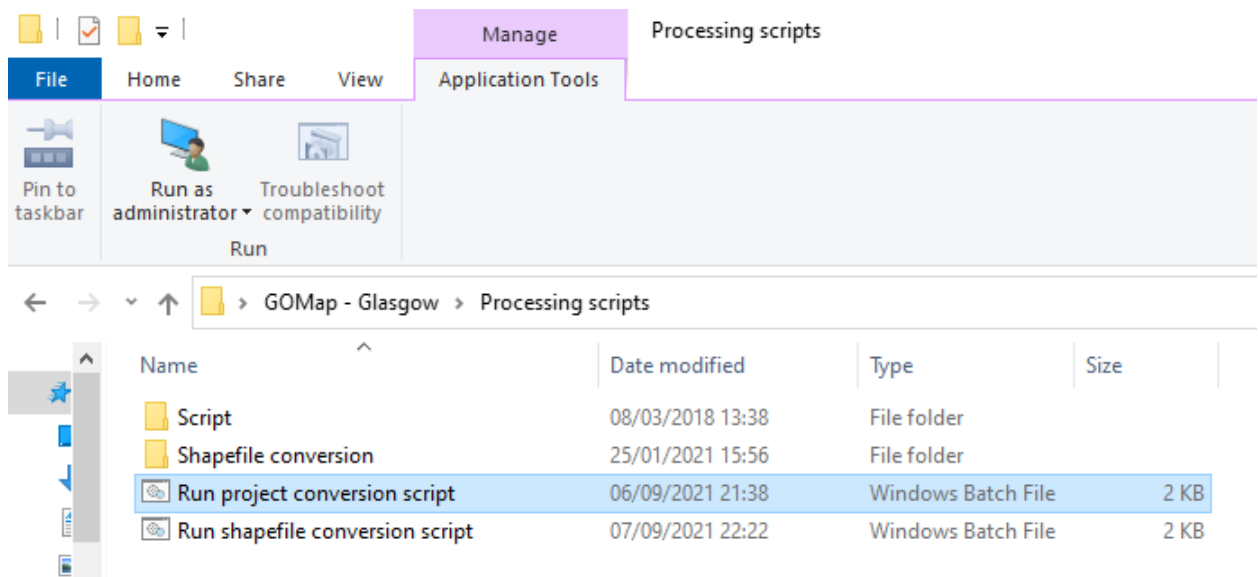 Manage
Processing scripts
File
Home
Share
View
Application Tools
Pin to
taskbar
Run as
administrator
Troubleshoot
compatibility
Run
GOMap - Glasgow > Processing scripts
Name
Date modified
Type
Size
Script
08/03/2018 13:38
File folder
Shapefile conversion
25/01/2021 15:56
File folder
Run project conversion script
06/09/2021 21:38
Windows Batch File
2 KB
Run shapefile conversion script
07/09/2021 22:22
Windows Batch File
2 KB